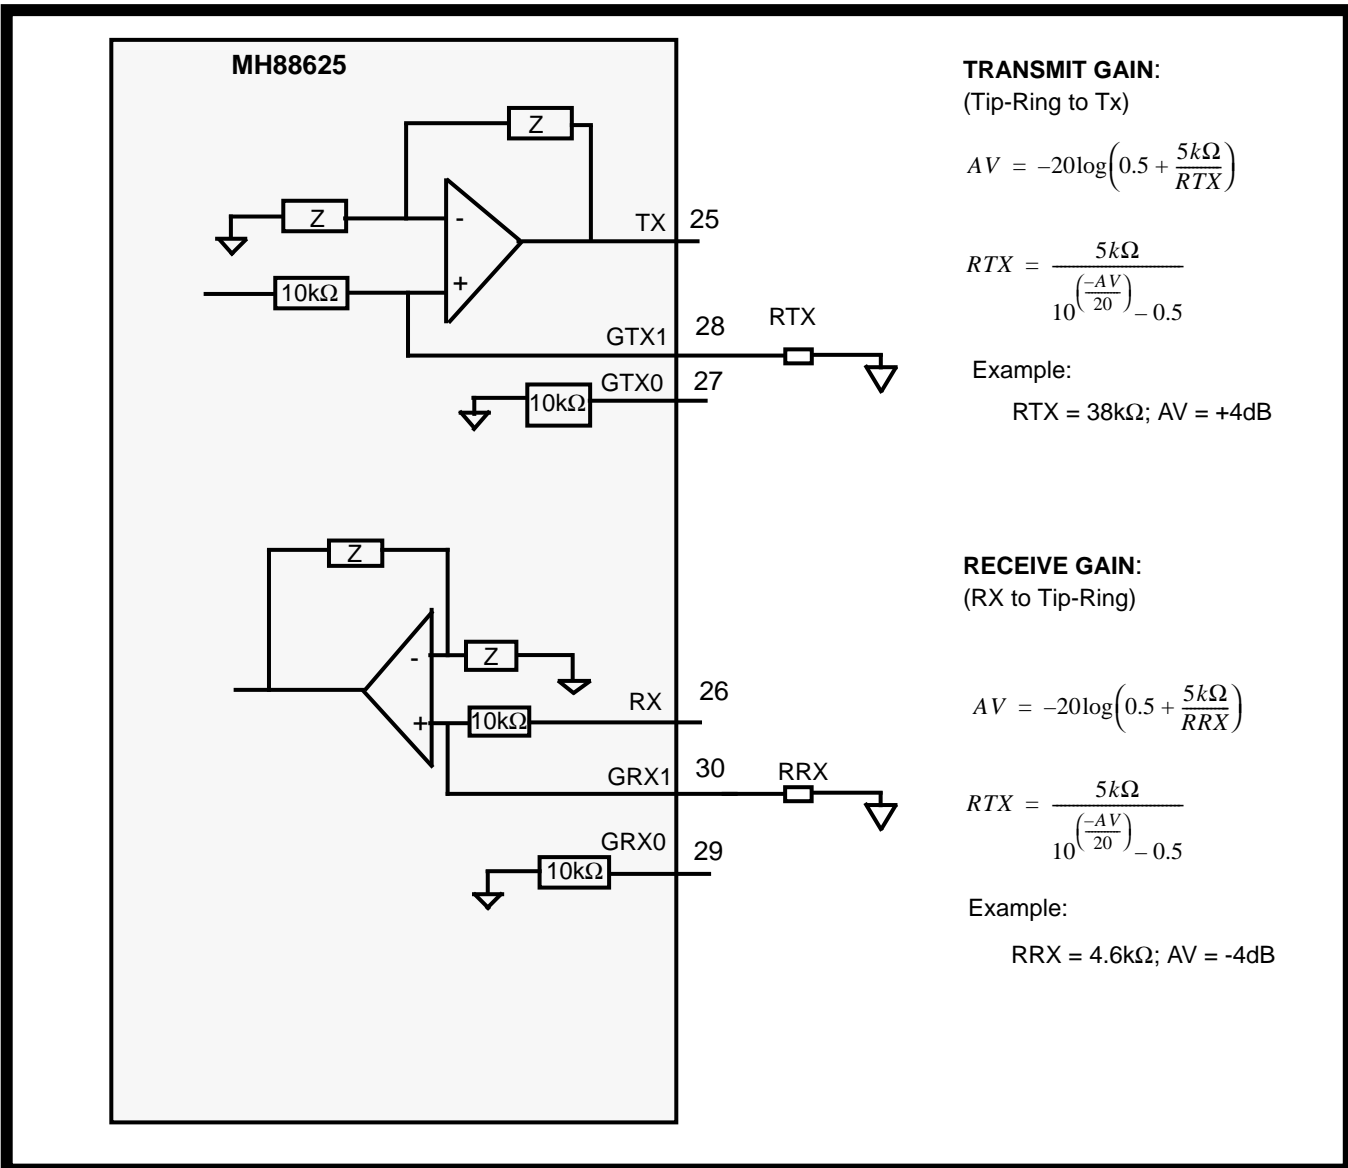 MH88625
Z
Z
-
+
10kΩ
TX 25
GTX1 28 RTX
GTX0 27
10kΩ
Z
-
Z
+
10kΩ
RX 26
GRX1 30 RRX
GRX0 29
10kΩ
TRANSMIT GAIN:
(Tip-Ring to Tx)
AV = –20log(0.5 + 5kΩ/RTX)
RTX = 5kΩ / (10^(–AV/20) – 0.5)
Example:
RTX = 38kΩ; AV = +4dB
RECEIVE GAIN:
(RX to Tip-Ring)
AV = –20log(0.5 + 5kΩ/RRX)
RTX = 5kΩ / (10^(–AV/20) – 0.5)
Example:
RRX = 4.6kΩ; AV = -4dB